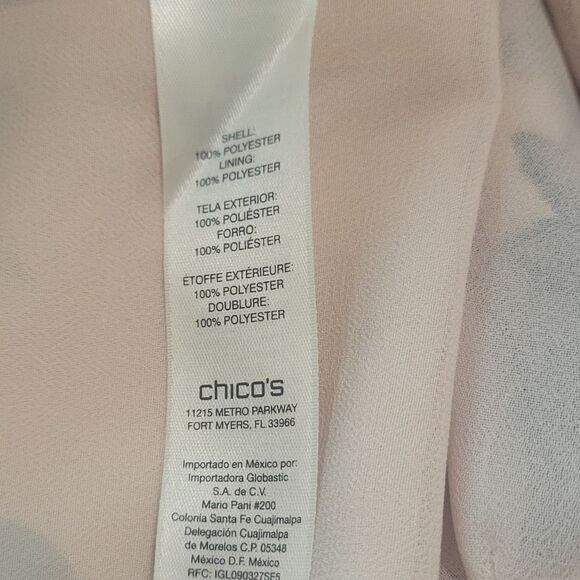 SHELL:
100% POLYESTER
LINING:
100% POLYESTER
TELA EXTERIOR:
100% POLIÉSTER
FORRO:
100% POLIÉSTER
ÉTOFFE EXTÉRIEURE:
100% POLYESTER
DOUBLURE:
100% POLYESTER
chico's
11215 METRO PARKWAY
FORT MYERS, FL 33966
Importado en México por:
Importadora Globastic
S.A. de C.V.
Mario Pani #200
Colonia Santa Fe Cuajimalpa
Delegación Cuajimalpa
de Morelos C.P. 05348
México D.F. México
RFC: IGL090327SF5